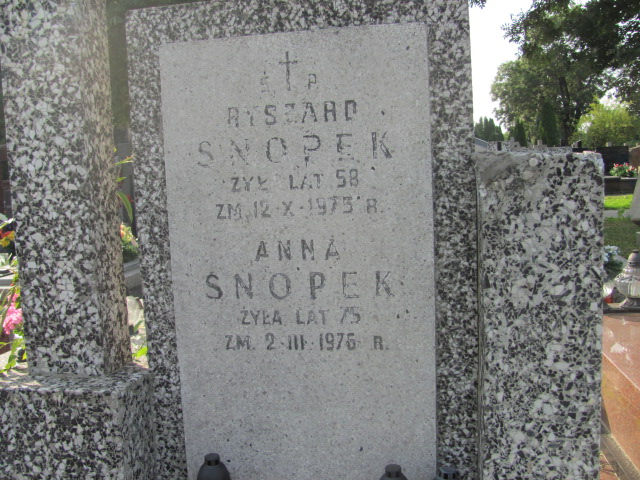 Ś P
RYSZARD
SNOPEK
ŻYŁ LAT 58
ZM. 12-X-1975 R.
ANNA
SNOPEK
ŻYŁA LAT 75
ZM. 2-III-1976 R.